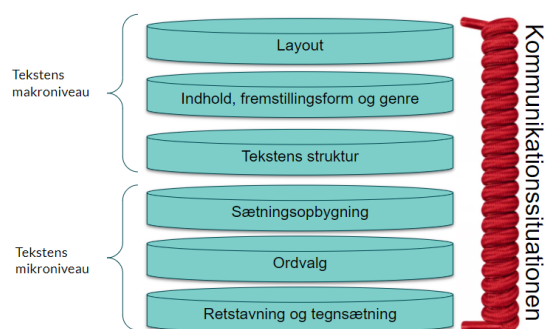 Tekstens
makroniveau
Layout
Indhold, fremstillingsform og genre
Tekstens struktur
Tekstens
mikroniveau
Sætningsopbygning
Ordvalg
Retstavning og tegnsætning
Kommunikationssituationen